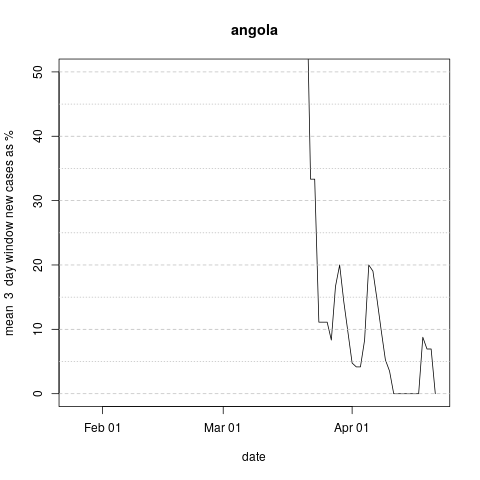 angola
mean 3 day window new cases as %
50
40
30
20
10
0
Feb 01
Mar 01
Apr 01
date